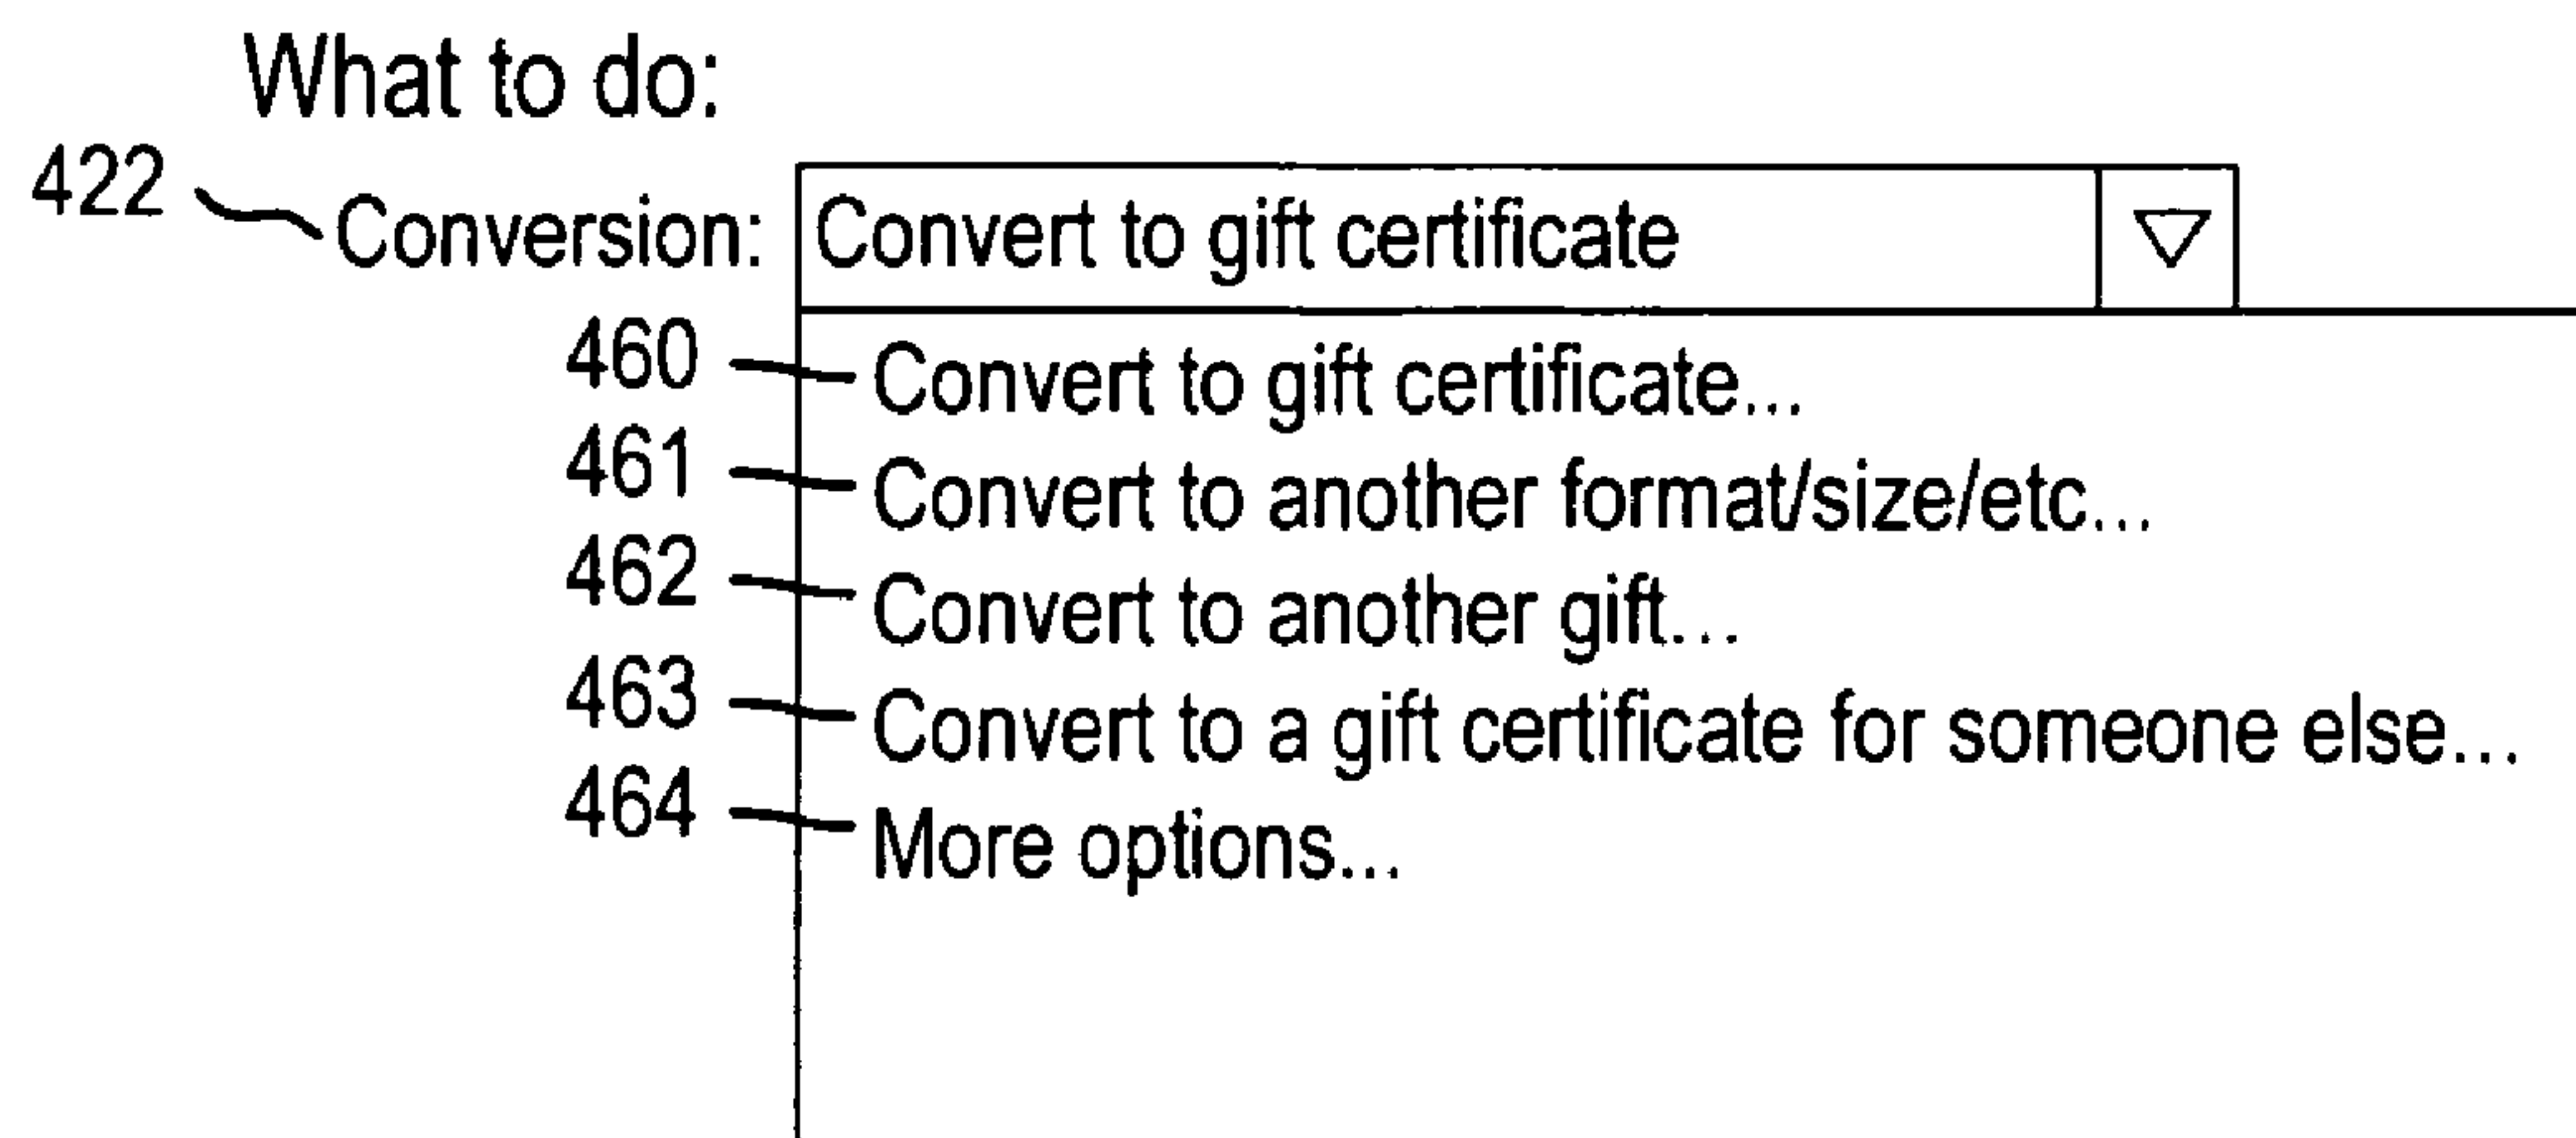 What to do:
422 Conversion: Convert to gift certificate
460 Convert to gift certificate...
461 Convert to another format/size/etc...
462 Convert to another gift...
463 Convert to a gift certificate for someone else...
464 More options...